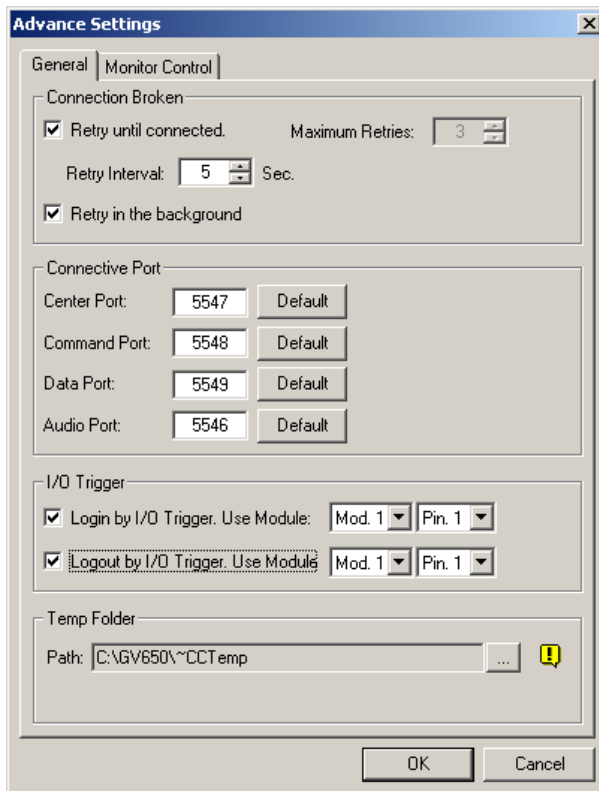 Advance Settings
General Monitor Control
Connection Broken
Retry until connected. Maximum Retries: 3
Retry Interval: 5 Sec.
Retry in the background
Connective Port
Center Port: 5547 Default
Command Port: 5548 Default
Data Port: 5549 Default
Audio Port: 5546 Default
I/O Trigger
Login by I/O Trigger. Use Module: Mod. 1 Pin. 1
Logout by I/O Trigger. Use Module Mod. 1 Pin. 1
Temp Folder
Path: C:\GV650\~CCTemp ... !
OK Cancel